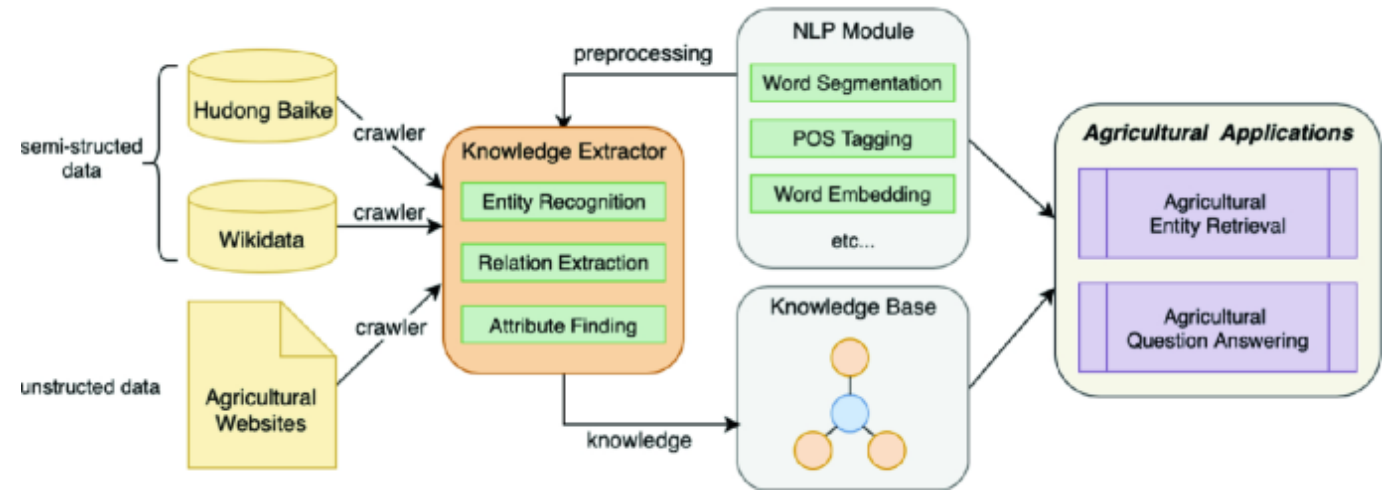 semi-structed
data
unstructed data
Hudong Baike
Wikidata
Agricultural
Websites
crawler
crawler
crawler
preprocessing
Knowledge Extractor
Entity Recognition
Relation Extraction
Attribute Finding
knowledge
NLP Module
Word Segmentation
POS Tagging
Word Embedding
etc...
Knowledge Base
Agricultural Applications
Agricultural
Entity Retrieval
Agricultural
Question Answering